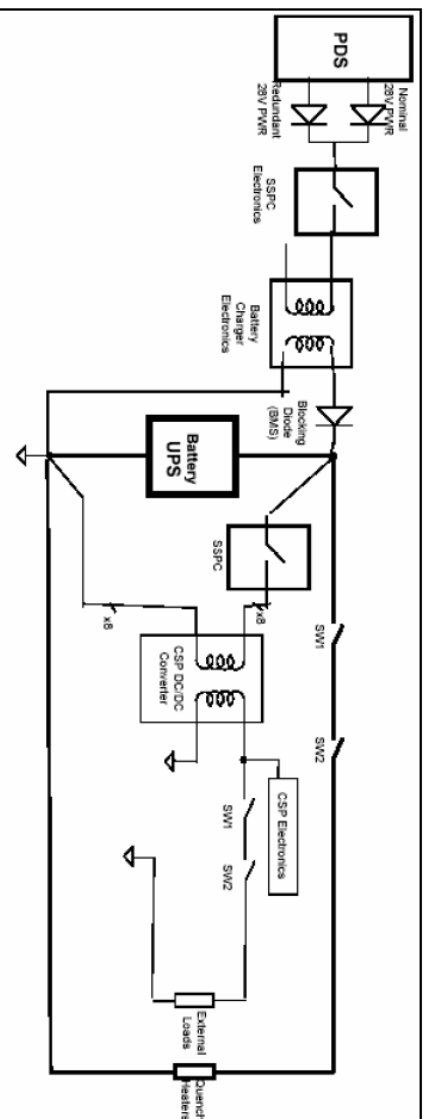 PDS
Nominal
28V PWR
Redundant
28V PWR
SSPC
Electronics
Battery
Charger
Electronics
Blocking
Diode
(BMS)
Battery
UPS
SSPC
x8
x8
CSP DC/DC
Converter
SW1
SW2
CSP Electronics
SW1
SW2
External
Loads
Quench
Heaters